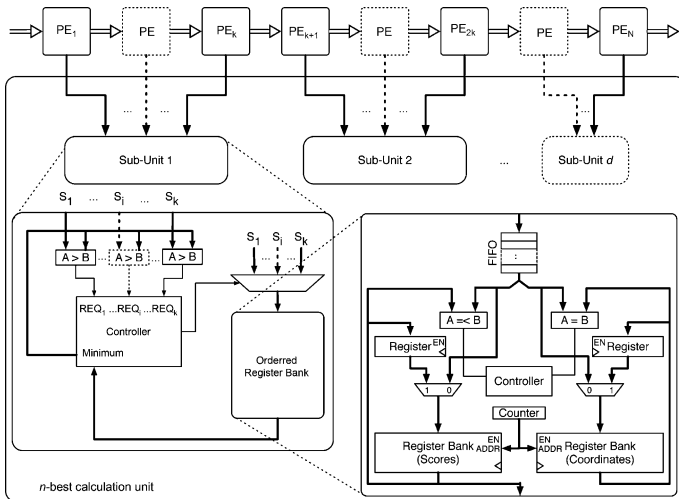 PE1 PE PEk PEk+1 PE PE2k PE PEN
... ... ... ... ...
Sub-Unit 1 Sub-Unit 2 ... Sub-Unit d
S1 ... Si ... Sk
A > B ... A > B ... A > B
REQ1 ...REQi ...REQk
Controller
Minimum
S1 Si Sk
... ...
Orderred
Register Bank
n-best calculation unit
FIFO
:
A =< B A = B
Register EN EN Register
1 0 0 1
Controller
Counter
Register Bank
(Scores)
EN
ADDR
EN
ADDR
Register Bank
(Coordinates)